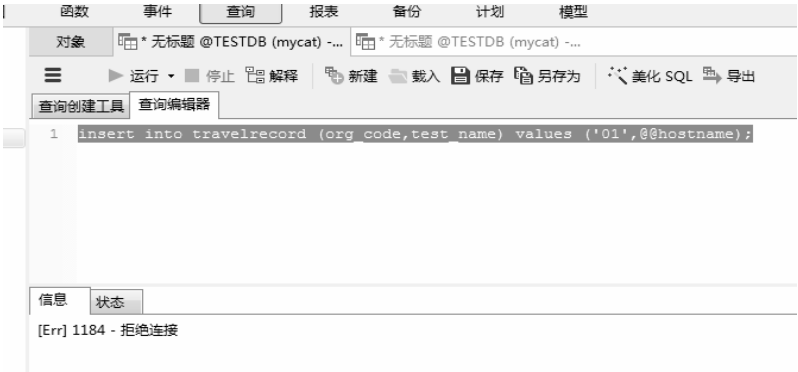 函数 事件 查询 报表 备份 计划 模型
对象 * 无标题 @TESTDB (mycat) -... * 无标题 @TESTDB (mycat) -...
运行 停止 解释 新建 载入 保存 另存为 美化 SQL 导出
查询创建工具 查询编辑器
1 insert into travelrecord (org_code,test_name) values ('01',@@hostname);
信息 状态
[Err] 1184 - 拒绝连接